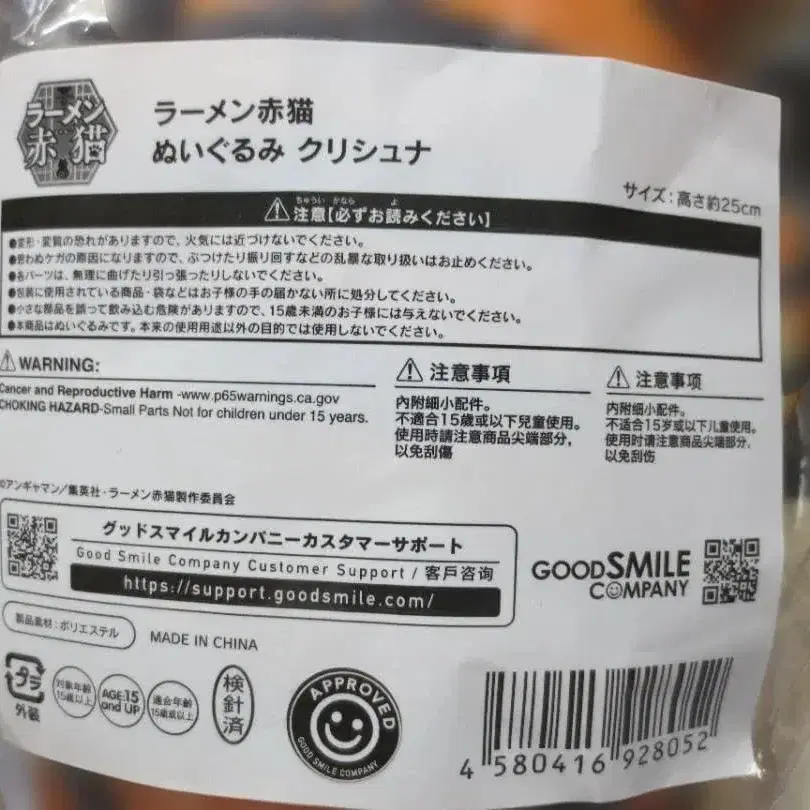 ラーメン
赤猫
ラーメン赤猫
ぬいぐるみ クリシュナ
サイズ：高さ約25cm
ちゅうい かなら よ
注意【必ずお読みください】
●変形・変質の恐れがありますので、火気には近づけないでください。
●思わぬケガの原因になりますので、ぶつけたり振り回すなどの乱暴な取り扱いはお止めください。
●各パーツは、無理に曲げたり引っ張ったりしないでください。
●包装に使用されている商品・袋などはお子様の手の届かない所に処分してください。
●小さな部品を誤って飲み込む危険がありますので、15歳未満のお子様には与えないでください。
●本商品はぬいぐるみです。本来の使用用途以外の目的では使用しないでください。
WARNING:
Cancer and Reproductive Harm -www.p65warnings.ca.gov
CHOKING HAZARD-Small Parts Not for children under 15 years.
注意事項
內附細小配件。
不適合15歲或以下兒童使用。
使用時請注意商品尖端部分，
以免刮傷
注意事项
内附细小配件。
不适合15岁或以下儿童使用。
使用时请注意商品尖端部分，
以免刮伤
©アンギャマン／集英社・ラーメン赤猫製作委員会
グッドスマイルカンパニーカスタマーサポート
Good Smile Company Customer Support / 客戶咨询
https://support.goodsmile.com/
GOODSMILE
COMPANY
製品素材：ポリエステル
MADE IN CHINA
プラ
外装
対象年齢
15歳以上
AGE:15
and UP
適合年齡
15歲或以上
検針済
APPROVED
GOOD SMILE COMPANY
4 580416 928052